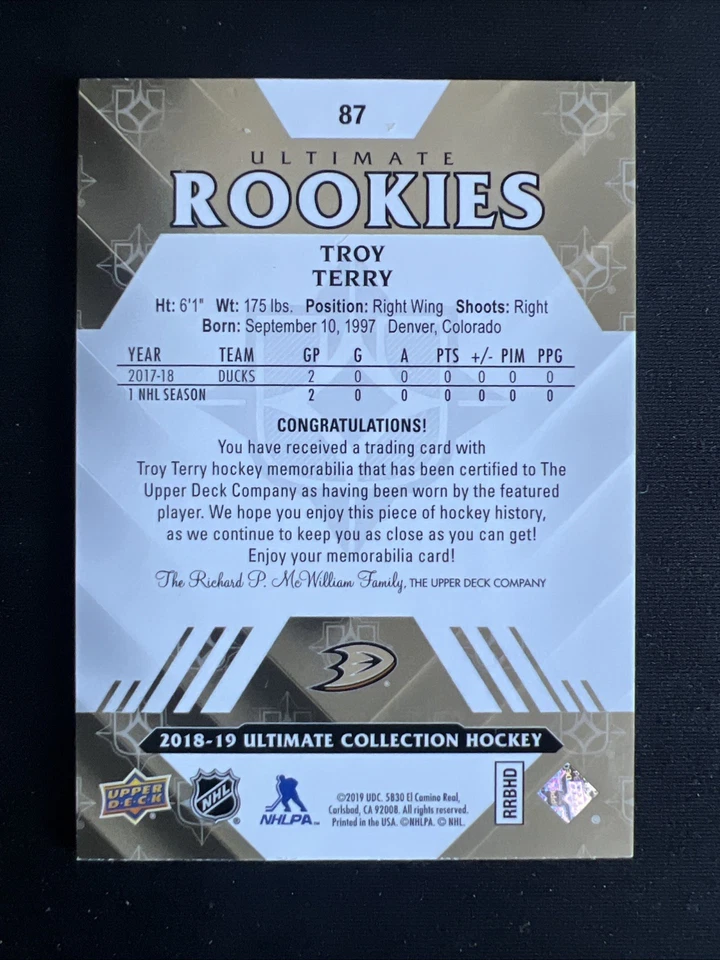 87
ULTIMATE
ROOKIES
TROY
TERRY
Ht: 6'1" Wt: 175 lbs. Position: Right Wing Shoots: Right
Born: September 10, 1997 Denver, Colorado
YEAR TEAM GP G A PTS +/- PIM PPG
2017-18 DUCKS 2 0 0 0 0 0 0
1 NHL SEASON 2 0 0 0 0 0 0
CONGRATULATIONS!
You have received a trading card with
Troy Terry hockey memorabilia that has been certified to The
Upper Deck Company as having been worn by the featured
player. We hope you enjoy this piece of hockey history,
as we continue to keep you as close as you can get!
Enjoy your memorabilia card!
The Richard P. McWilliam Family, THE UPPER DECK COMPANY
2018-19 ULTIMATE COLLECTION HOCKEY
UPPER
DECK
NHL
NHLPA
©2019 UDC. 5830 El Camino Real,
Carlsbad, CA 92008. All rights reserved.
Printed in the USA. ©NHLPA. © NHL.
RRBHD